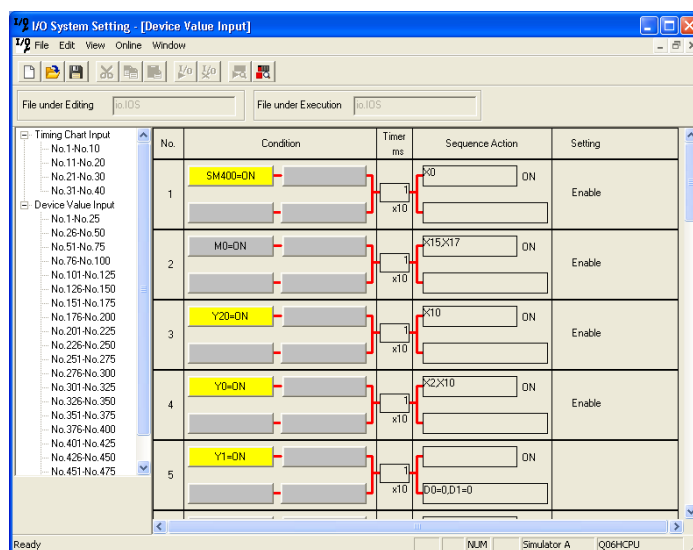 I/O System Setting - [Device Value Input]
File Edit View Online Window
File under Editing io.IOS File under Execution io.IOS
Timing Chart Input
No.1-No.10
No.11-No.20
No.21-No.30
No.31-No.40
Device Value Input
No.1-No.25
No.26-No.50
No.51-No.75
No.76-No.100
No.101-No.125
No.126-No.150
No.151-No.175
No.176-No.200
No.201-No.225
No.226-No.250
No.251-No.275
No.276-No.300
No.301-No.325
No.326-No.350
No.351-No.375
No.376-No.400
No.401-No.425
No.426-No.450
No.451-No.475
No. Condition Timer ms Sequence Action Setting
1 SM400=ON 1 x10 X0 ON Enable
2 M0=ON 1 x10 X15,X17 ON Enable
3 Y20=ON 1 x10 X10 ON Enable
4 Y0=ON 1 x10 X2,X10 ON Enable
5 Y1=ON 1 x10 ON
D0=0,D1=0
Ready NUM Simulator A Q06HCPU